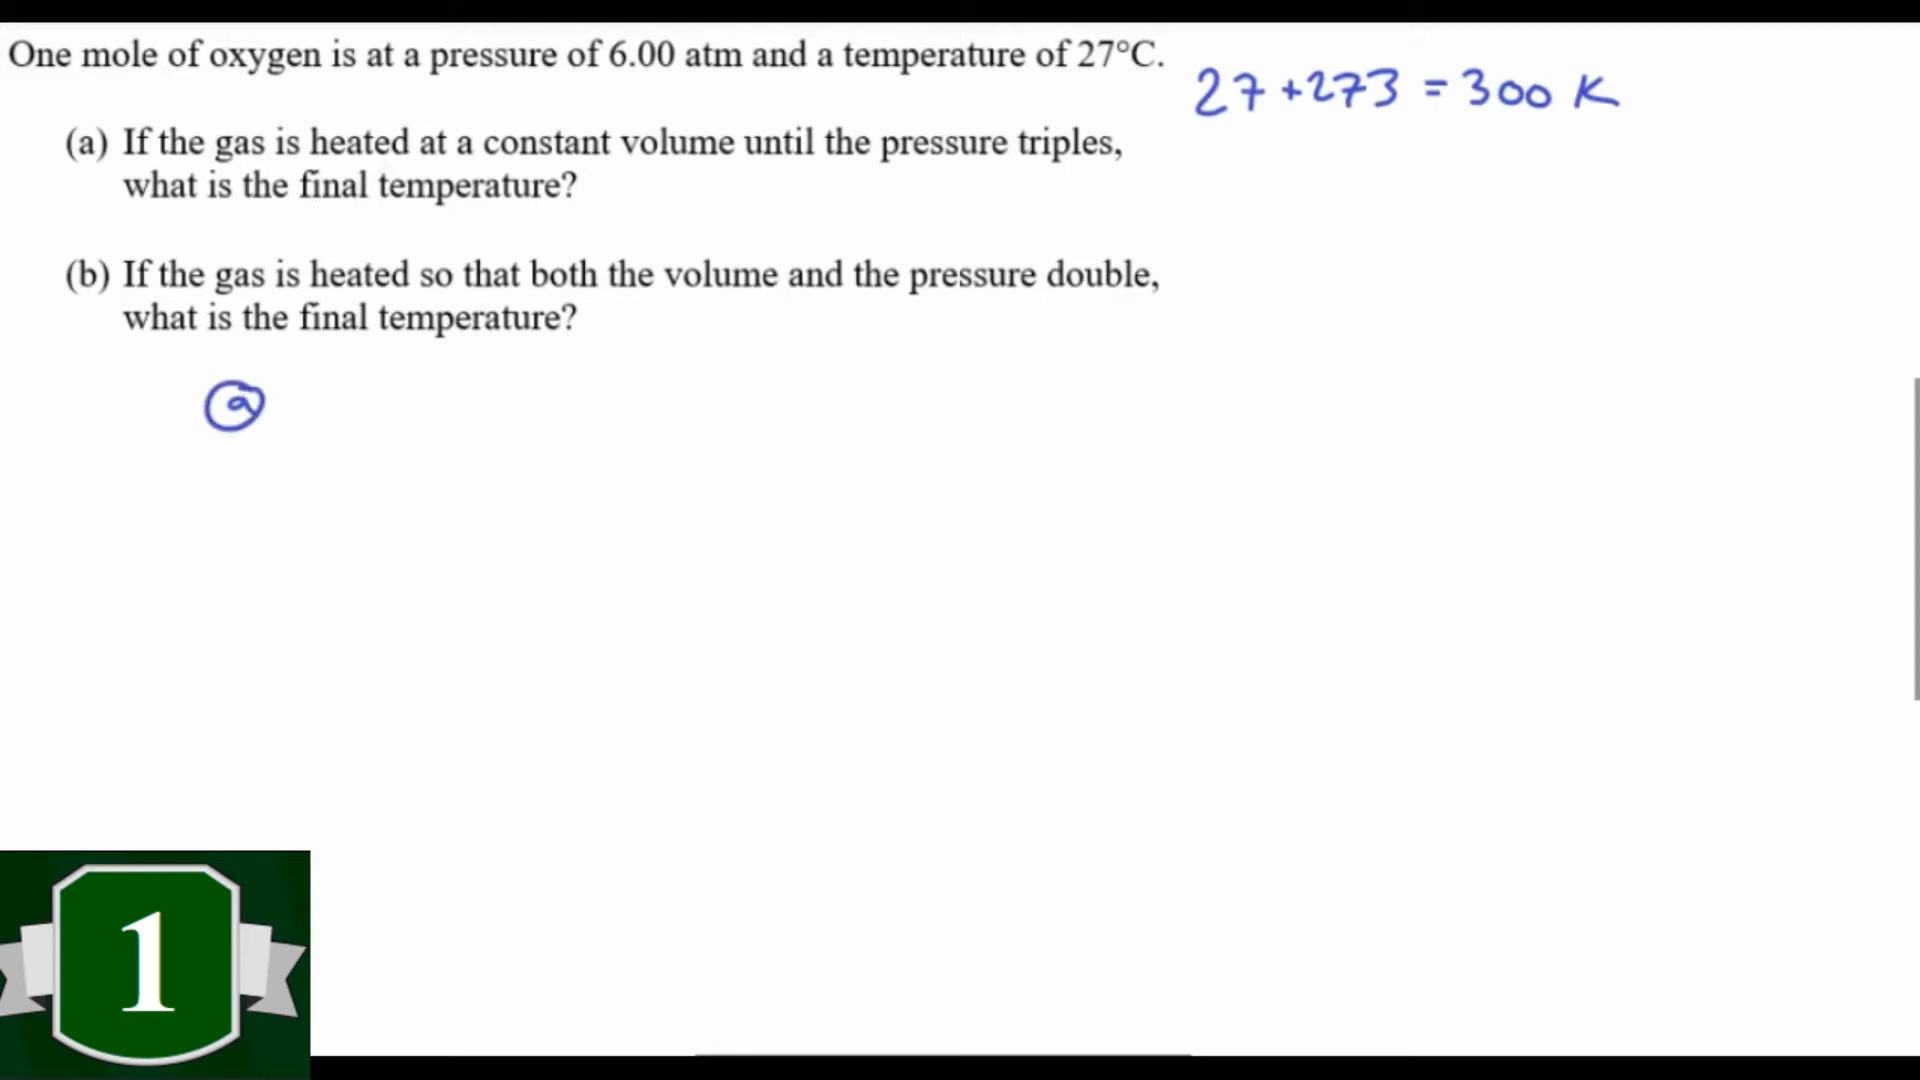 One mole of oxygen is at a pressure of 6.00 atm and a temperature of 27°C.
27 + 273 = 300 K
(a) If the gas is heated at a constant volume until the pressure triples,
what is the final temperature?
(b) If the gas is heated so that both the volume and the pressure double,
what is the final temperature?
a
1